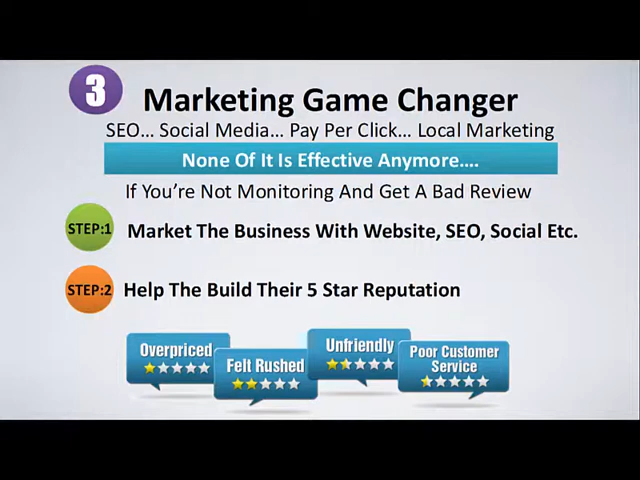 3
Marketing Game Changer
SEO... Social Media... Pay Per Click... Local Marketing
None Of It Is Effective Anymore....
If You're Not Monitoring And Get A Bad Review
STEP:1
Market The Business With Website, SEO, Social Etc.
STEP:2
Help The Build Their 5 Star Reputation
Overpriced
Felt Rushed
Unfriendly
Poor Customer
Service